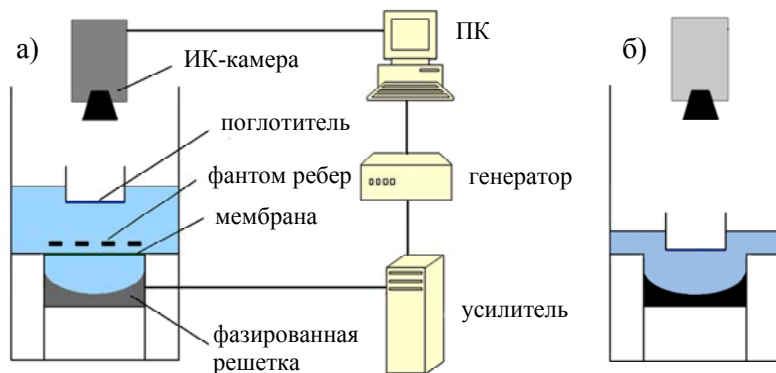 а)
ПК
б)
ИК-камера
поглотитель
фантом ребер
генератор
мембрана
усилитель
фазированная
решетка